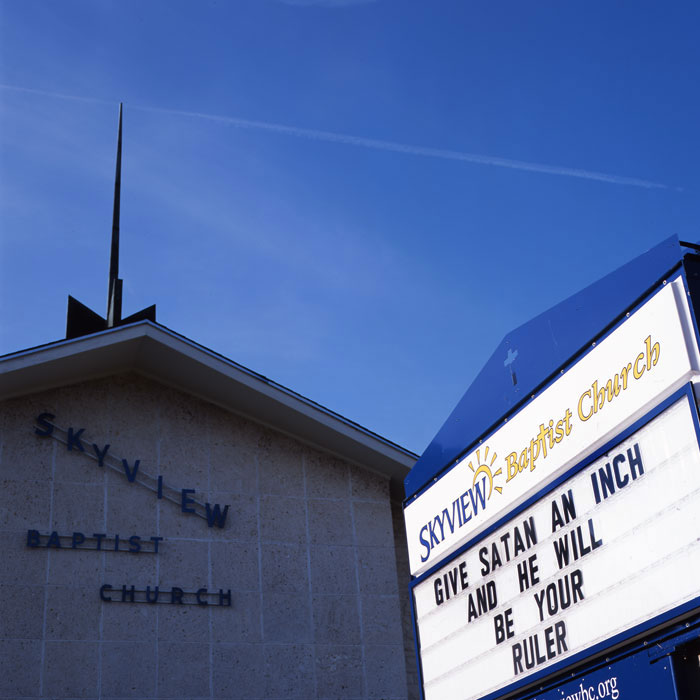 SKYVIEW
BAPTIST
CHURCH
SKYVIEW Baptist Church
GIVE SATAN AN INCH
AND HE WILL
BE YOUR
RULER